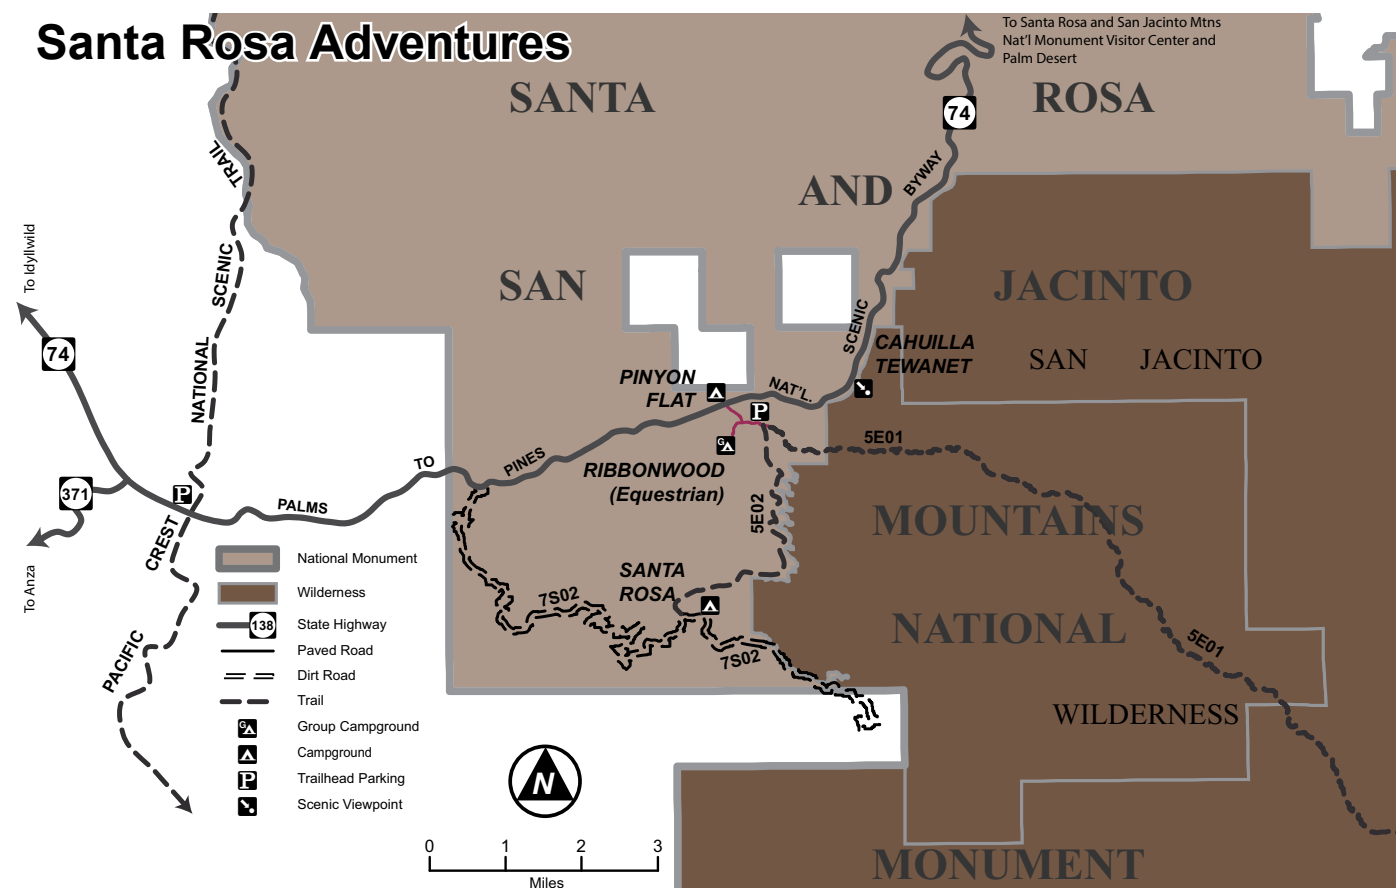 Santa Rosa Adventures
To Santa Rosa and San Jacinto Mtns
Nat'l Monument Visitor Center and
Palm Desert
SANTA
ROSA
74
TRAIL
AND
BYWAY
To Idyllwild
SCENIC
SAN
JACINTO
74
NATIONAL
SCENIC
CAHUILLA
TEWANET
SAN
JACINTO
PINYON
FLAT
NAT'L.
P
5E01
G
RIBBONWOOD
(Equestrian)
TO
PINES
371
P
PALMS
5E02
MOUNTAINS
CREST
To Anza
SANTA
ROSA
7S02
7S02
NATIONAL
5E01
PACIFIC
WILDERNESS
National Monument
Wilderness
138
State Highway
Paved Road
Dirt Road
Trail
G
Group Campground
Campground
P
Trailhead Parking
Scenic Viewpoint
N
0
1
2
3
Miles
MONUMENT